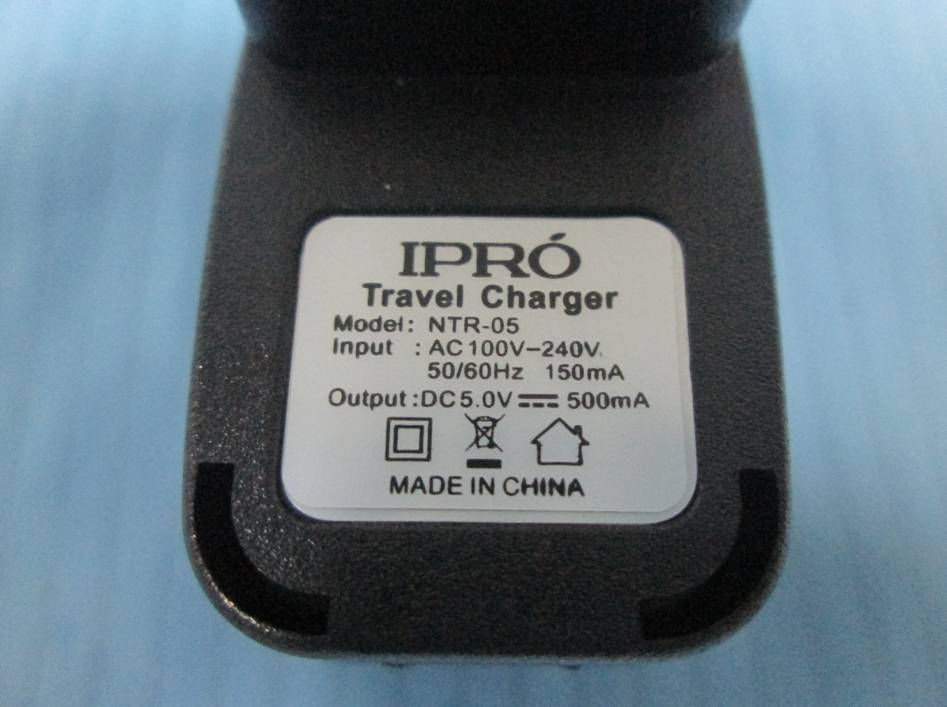 IPRÓ
Travel Charger
Model: NTR-05
Input : AC 100V-240V.
50/60Hz 150mA
Output :DC 5.0V 500mA
MADE IN CHINA